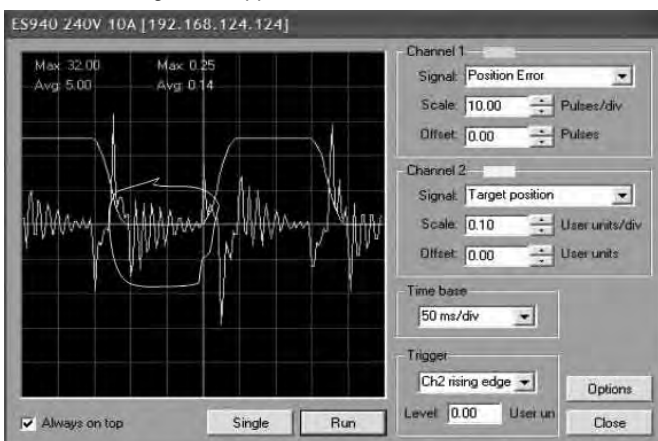 ES940 240V 10A [192.168.124.124]
Max: 32.00 Max: 0.25
Avg: 5.00 Avg: 0.14
Channel 1
Signal: Position Error
Scale: 10.00 Pulses/div
Offset: 0.00 Pulses
Channel 2
Signal: Target position
Scale: 0.10 User units/div
Offset: 0.00 User units
Time base
50 ms/div
Trigger
Ch2 rising edge
Level: 0.00 User un
Options
Close
Always on top
Single
Run